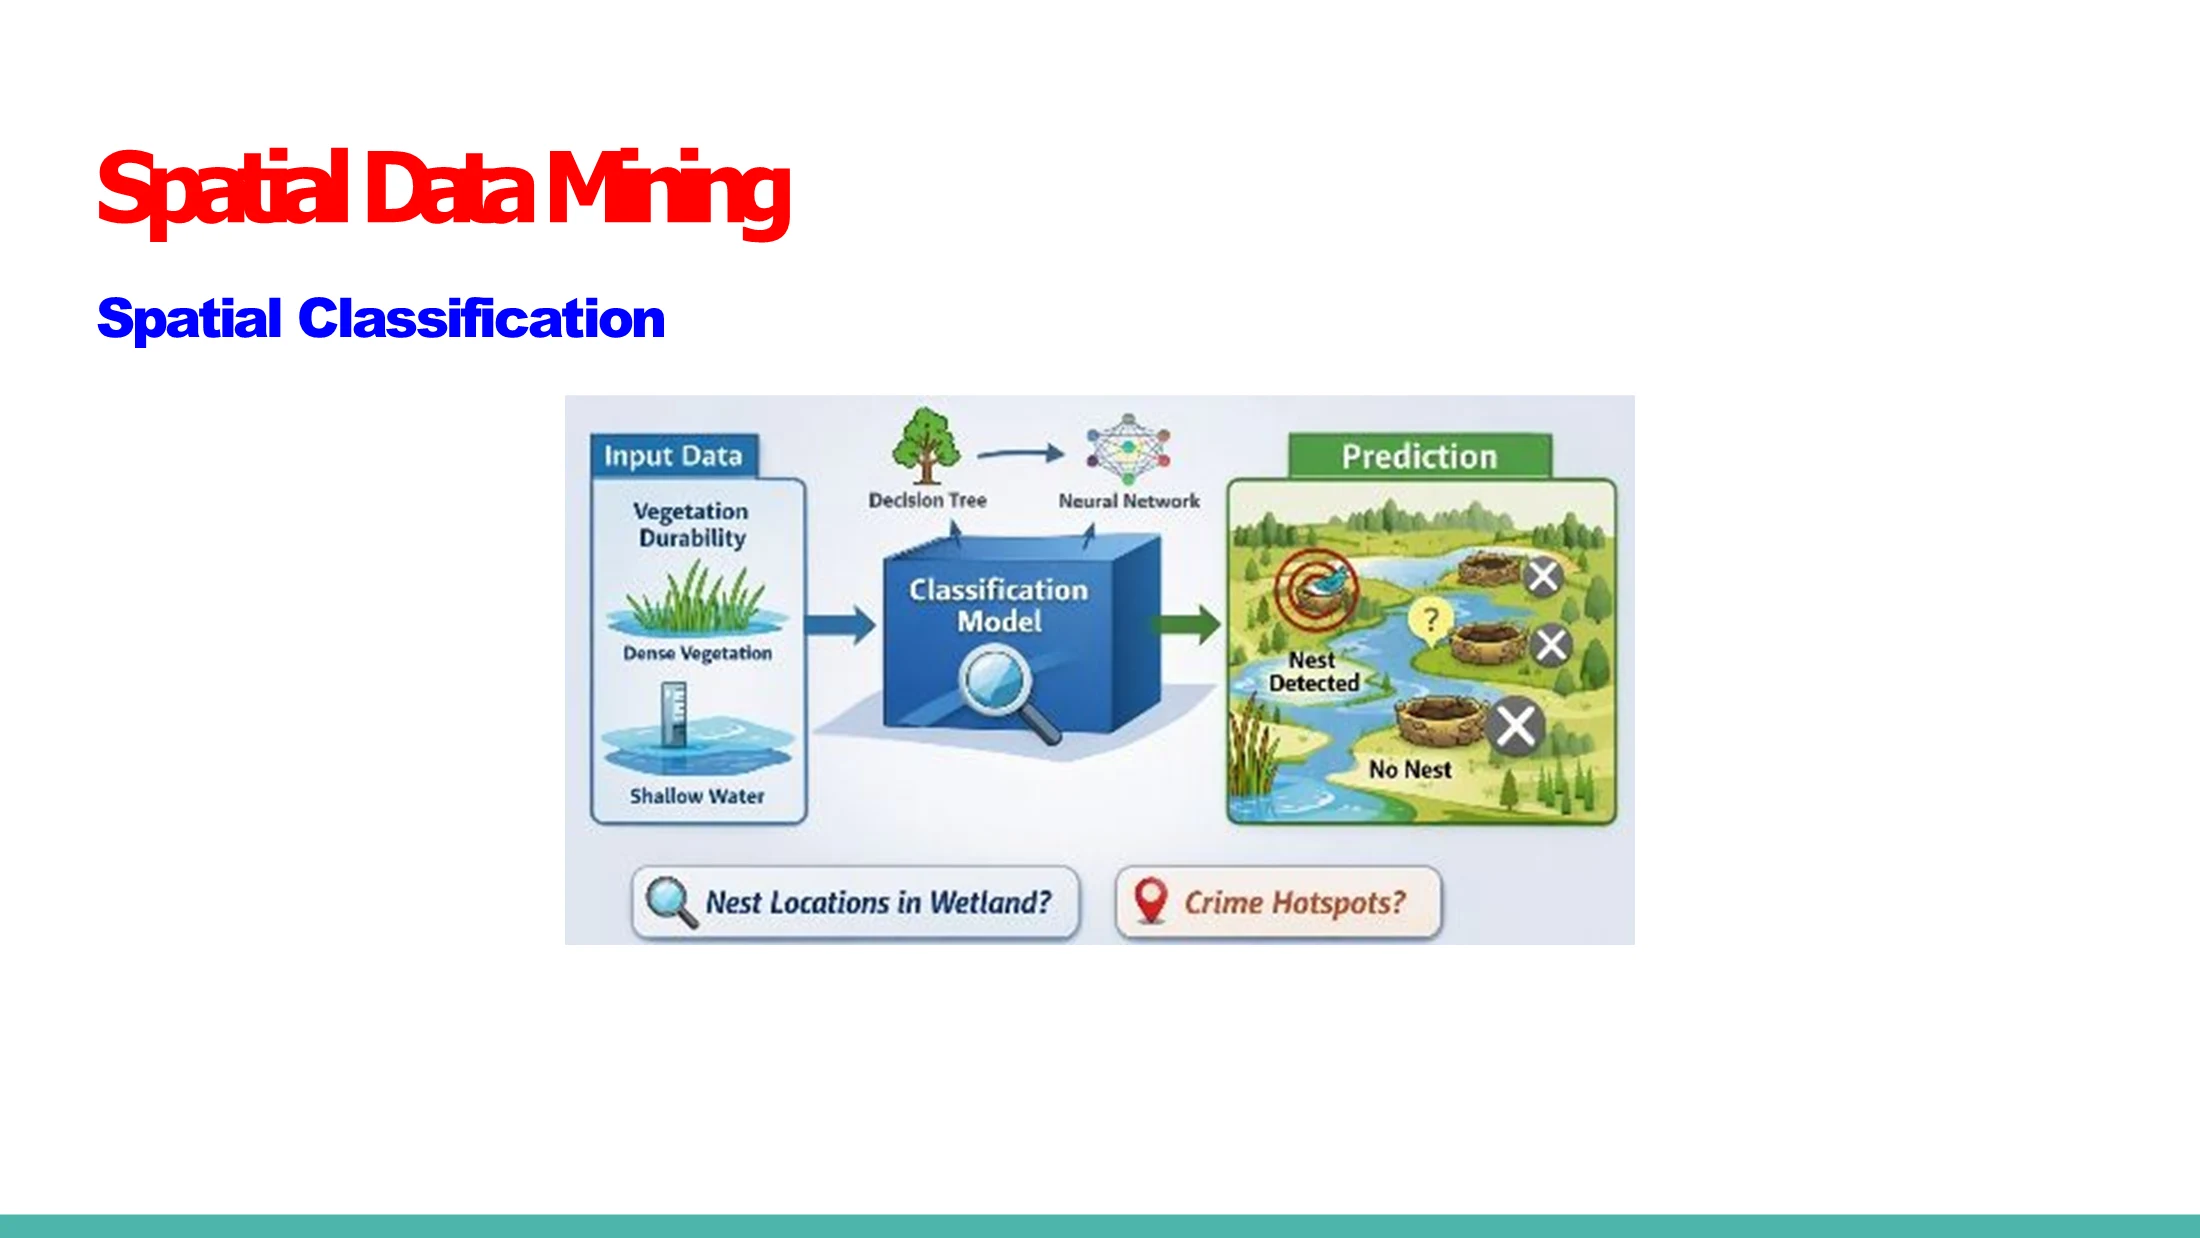 Spatial Data Mining
Spatial Classification
Input Data
Vegetation
Durability
Dense Vegetation
Shallow Water
Decision Tree
Neural Network
Classification
Model
Prediction
?
Nest
Detected
No Nest
Nest Locations in Wetland?
Crime Hotspots?